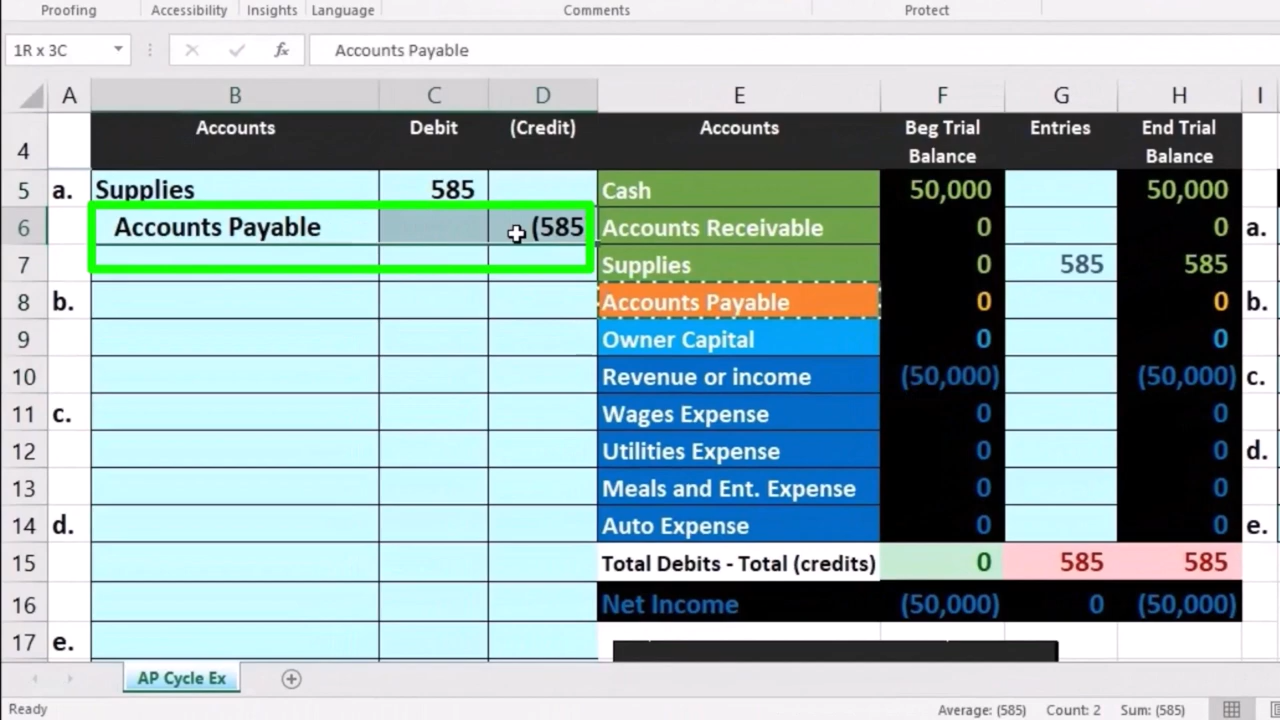 Proofing Accessibility Insights Language Comments Protect
1R x 3C fx Accounts Payable
A B C D E F G H I
4 Accounts Debit (Credit) Accounts Beg Trial Balance Entries End Trial Balance
5 a. Supplies 585 Cash 50,000 50,000
6 Accounts Payable (585 Accounts Receivable 0 0 a.
7 Supplies 0 585 585
8 b. Accounts Payable 0 0 b.
9 Owner Capital 0 0
10 Revenue or income (50,000) (50,000) c.
11 c. Wages Expense 0 0
12 Utilities Expense 0 0 d.
13 Meals and Ent. Expense 0 0
14 d. Auto Expense 0 0 e.
15 Total Debits - Total (credits) 0 585 585
16 Net Income (50,000) 0 (50,000)
17 e.
AP Cycle Ex
Ready Average: (585) Count: 2 Sum: (585)